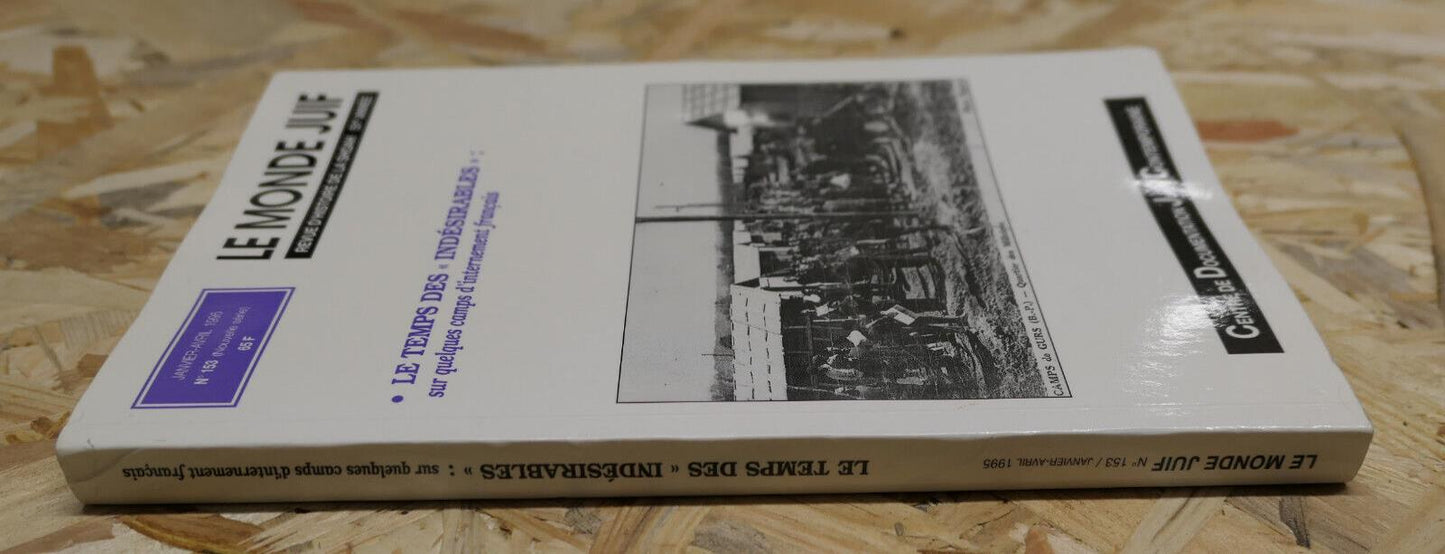 LE MONDE JUIF
REVUE D'HISTOIRE DE LA SHOAH
JANVIER-AVRIL 1995
N° 153 (Nouvelle série)
65 F
• LE TEMPS DES « INDÉSIRABLES » :
sur quelques camps d'internement français
CAMPS de GURS (B.-P.) — Quartier des
CENTRE DE DOCUMENTATION JUIVE CONTEMPORAINE
LE MONDE JUIF N° 153 / JANVIER-AVRIL 1995 LE TEMPS DES « INDÉSIRABLES » : sur quelques camps d'internement français